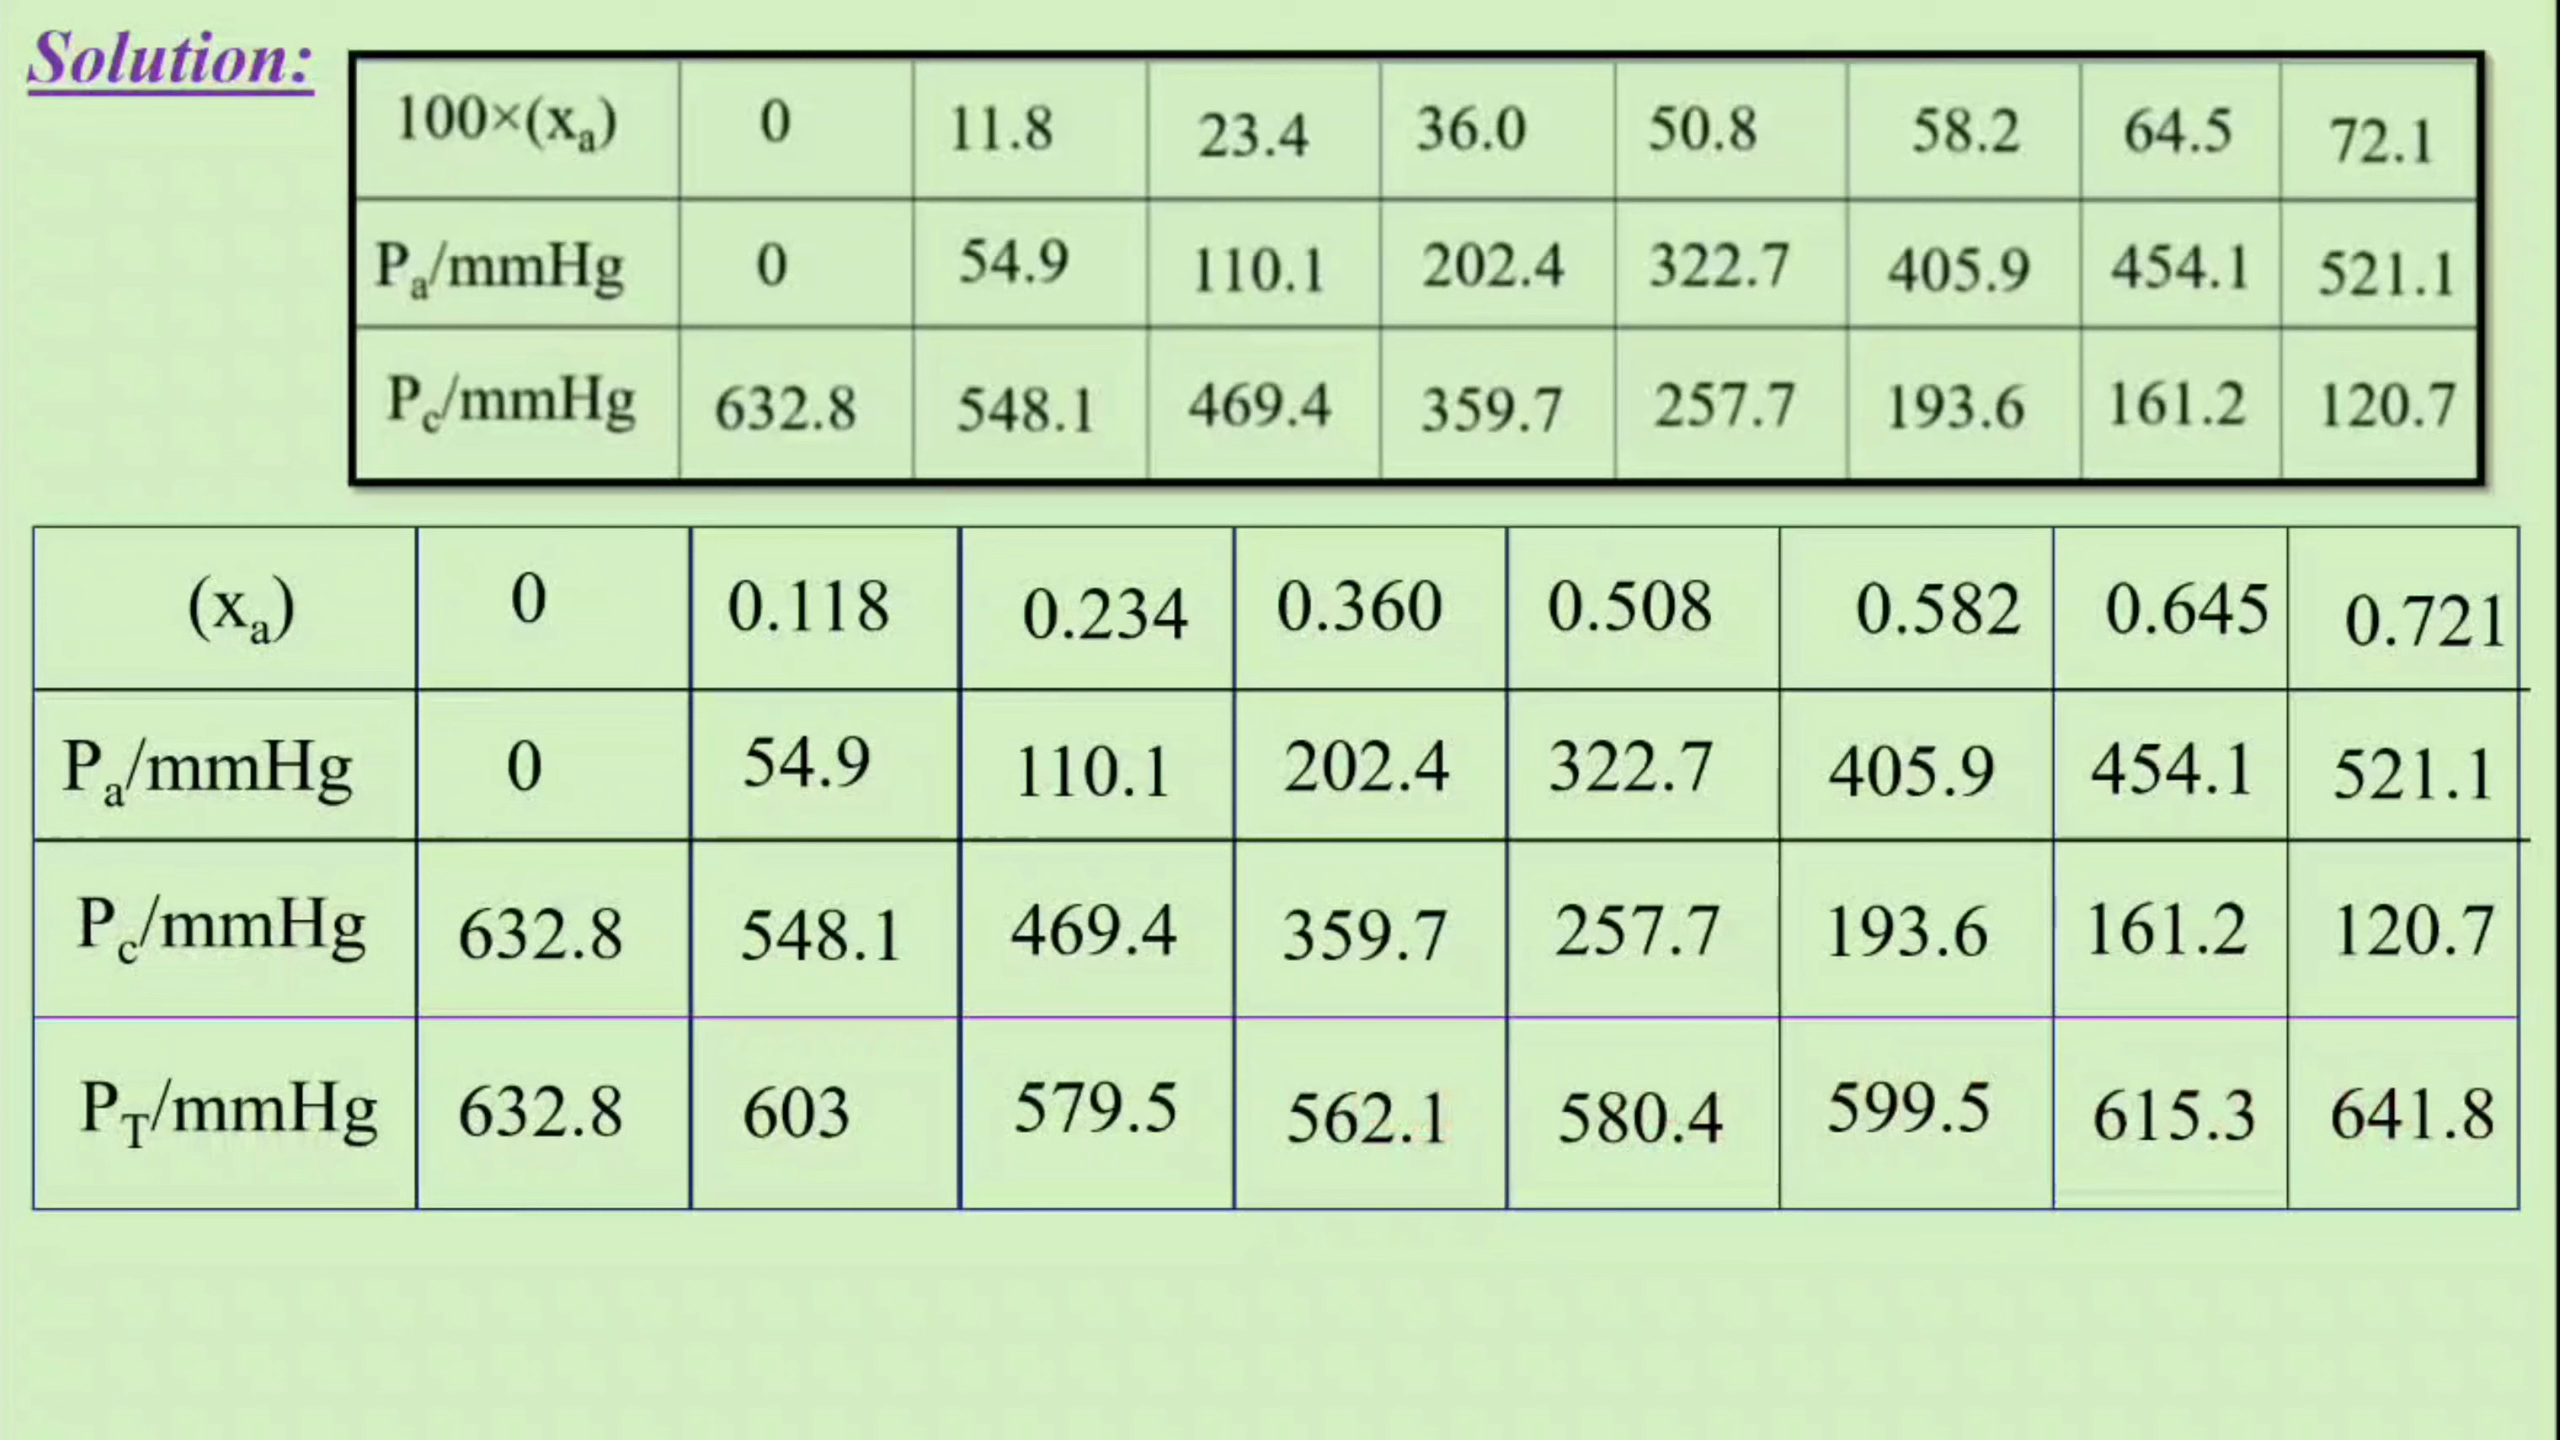 Solution:
100×(xₐ) 0 11.8 23.4 36.0 50.8 58.2 64.5 72.1
Pₐ/mmHg 0 54.9 110.1 202.4 322.7 405.9 454.1 521.1
P_c/mmHg 632.8 548.1 469.4 359.7 257.7 193.6 161.2 120.7
(xₐ) 0 0.118 0.234 0.360 0.508 0.582 0.645 0.721
Pₐ/mmHg 0 54.9 110.1 202.4 322.7 405.9 454.1 521.1
P_c/mmHg 632.8 548.1 469.4 359.7 257.7 193.6 161.2 120.7
P_T/mmHg 632.8 603 579.5 562.1 580.4 599.5 615.3 641.8